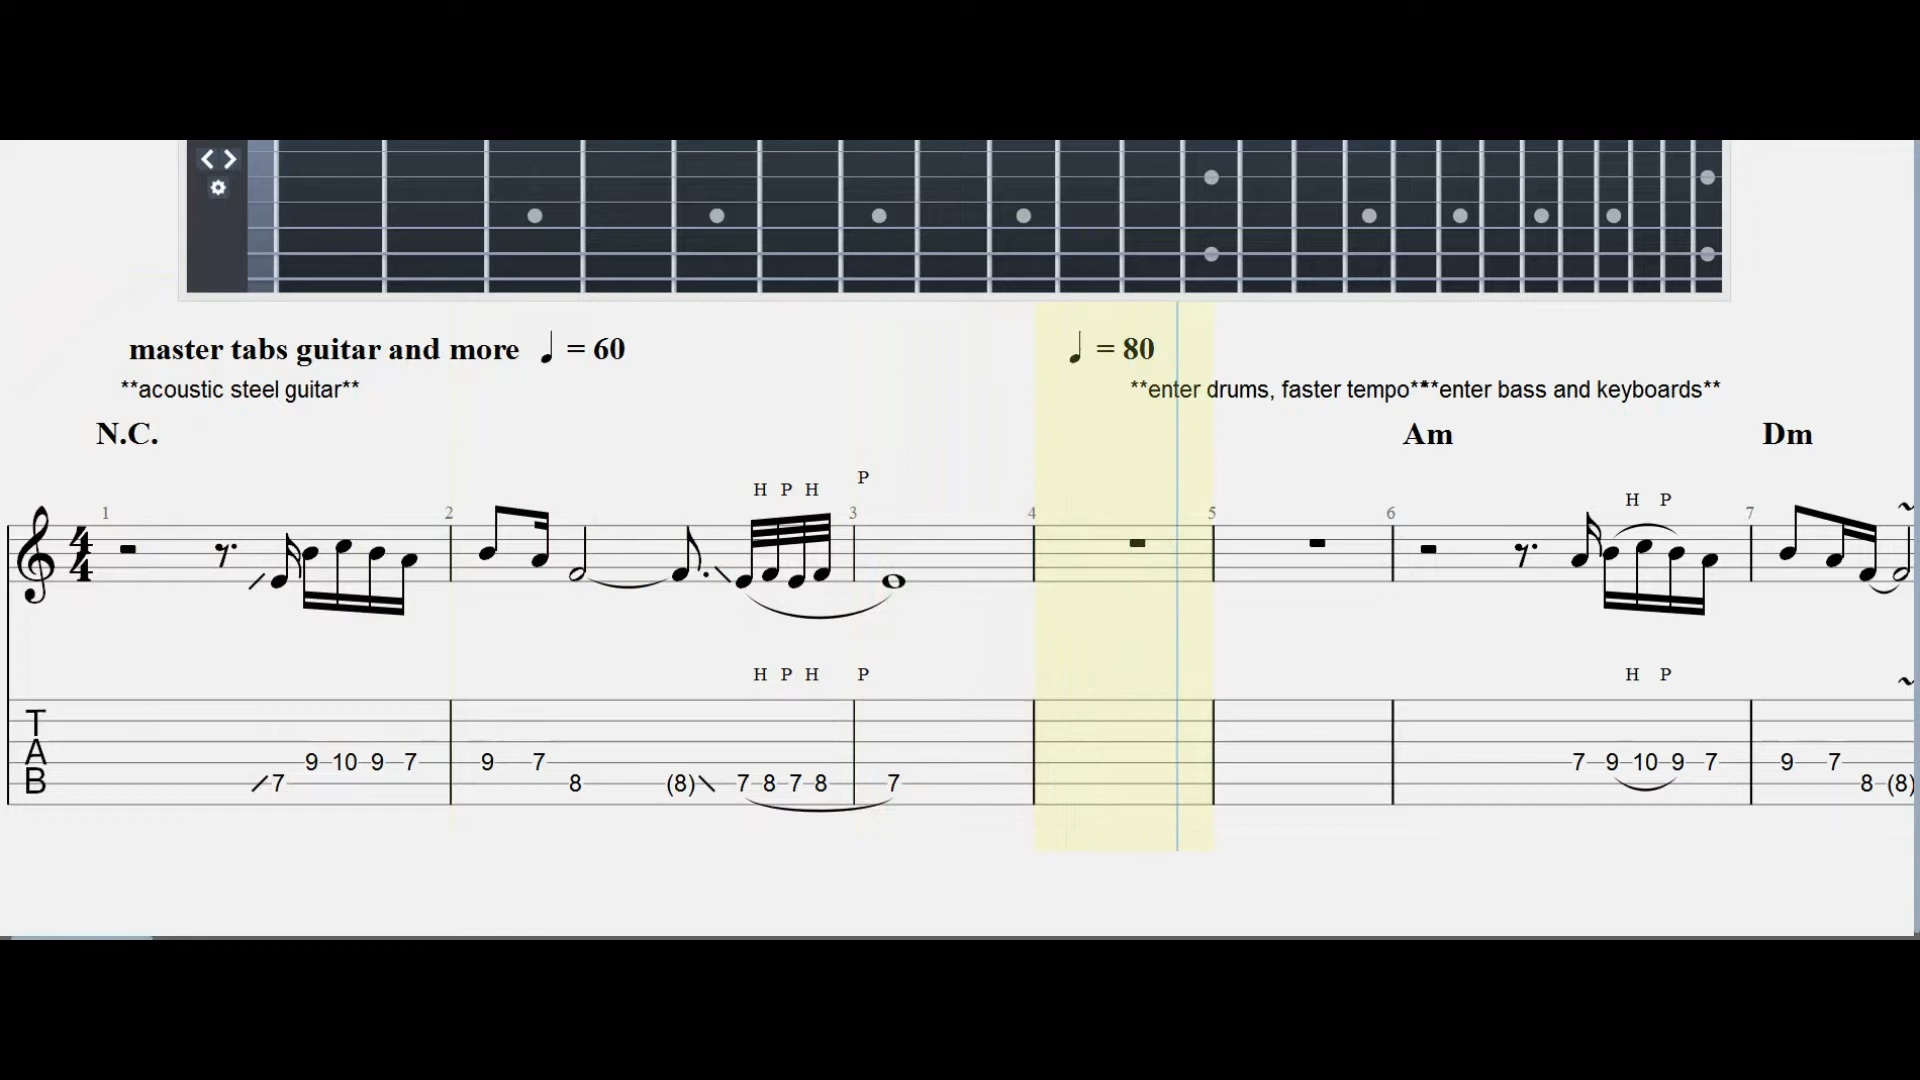 master tabs guitar and more ♩ = 60 ♩ = 80
**acoustic steel guitar** **enter drums, faster tempo** **enter bass and keyboards**
N.C. Am Dm
H P H P H P
1 2 3 4 5 6 7
4
4
H P H P H P
T
A
B
9 10 9 7 9 7 7 9 10 9 7 9 7
7 8 (8) 7 8 7 8 7 8 (8)